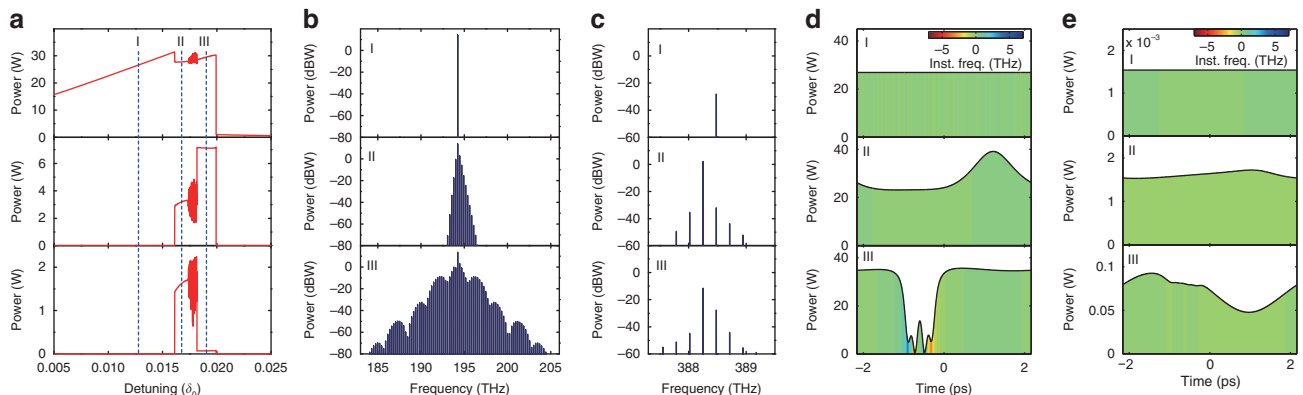 a
I
II
III
Power (W)
30
20
10
0
Power (W)
6
4
2
0
Power (W)
2
1
0
0.005
0.010
0.015
0.020
0.025
Detuning (δ₀)
b
I
Power (dBW)
0
−20
−40
−60
−80
II
Power (dBW)
0
−20
−40
−60
−80
III
Power (dBW)
0
−20
−40
−60
−80
185
190
195
200
205
Frequency (THz)
c
I
Power (dBW)
0
−20
−40
−60
II
Power (dBW)
0
−20
−40
−60
III
Power (dBW)
0
−20
−40
−60
388
389
Frequency (THz)
d
I
−5
0
5
Inst. freq. (THz)
Power (W)
40
20
0
II
Power (W)
40
20
0
III
Power (W)
40
20
0
−2
0
2
Time (ps)
e
x 10⁻³
I
−5
0
5
Inst. freq. (THz)
Power (W)
2
1
0
II
Power (W)
2
1
0
III
Power (W)
0.1
0.05
0
−2
0
2
Time (ps)